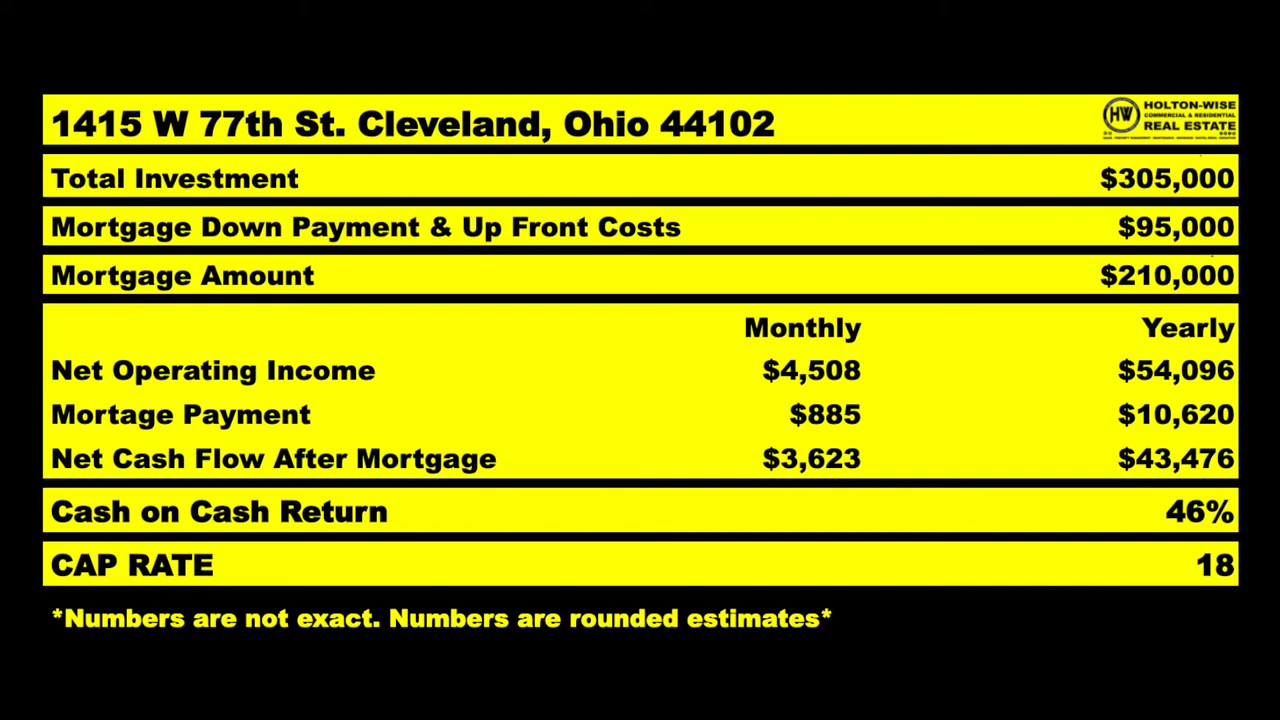 1415 W 77th St. Cleveland, Ohio 44102
HOLTON-WISE
COMMERCIAL & RESIDENTIAL
REAL ESTATE
HW
Total Investment $305,000
Mortgage Down Payment & Up Front Costs $95,000
Mortgage Amount $210,000
Monthly Yearly
Net Operating Income $4,508 $54,096
Mortage Payment $885 $10,620
Net Cash Flow After Mortgage $3,623 $43,476
Cash on Cash Return 46%
CAP RATE 18
*Numbers are not exact. Numbers are rounded estimates*